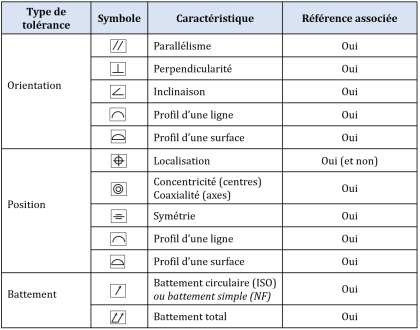 Type de tolérance Symbole Caractéristique Référence associée
Orientation
Parallélisme Oui
Perpendicularité Oui
Inclinaison Oui
Profil d'une ligne Oui
Profil d'une surface Oui
Position
Localisation Oui (et non)
Concentricité (centres)
Coaxialité (axes) Oui
Symétrie Oui
Profil d'une ligne Oui
Profil d'une surface Oui
Battement
Battement circulaire (ISO)
ou battement simple (NF) Oui
Battement total Oui